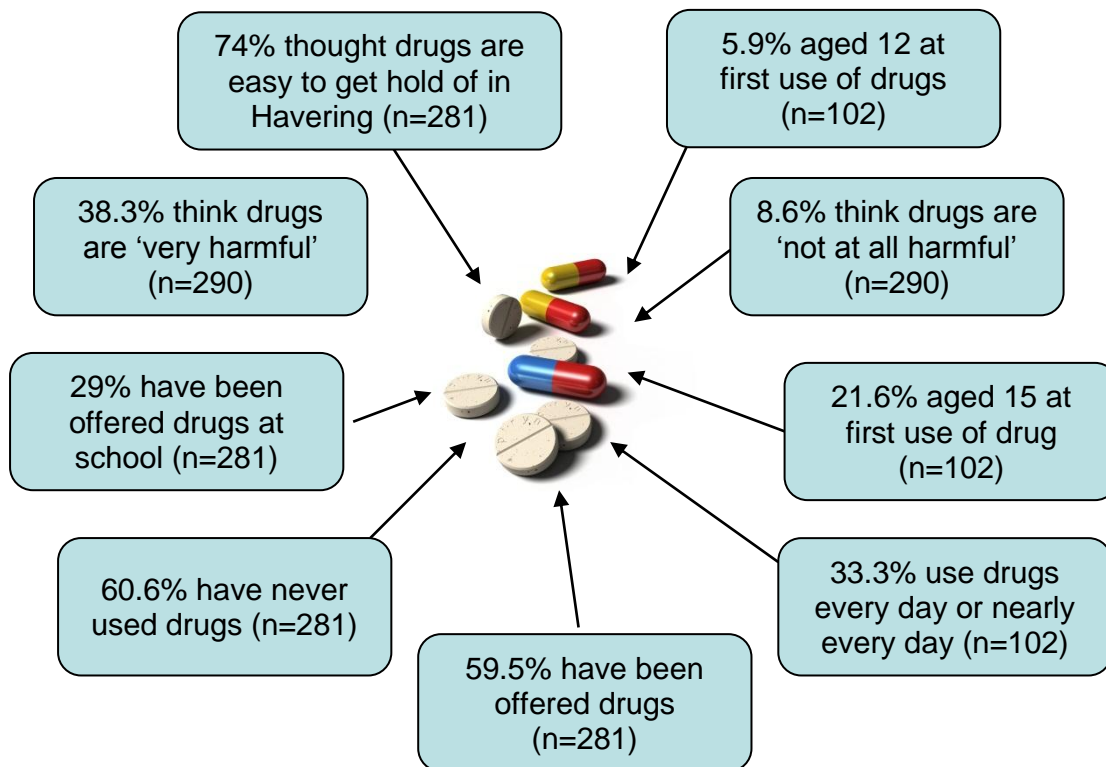 74% thought drugs are
easy to get hold of in
Havering (n=281)
5.9% aged 12 at
first use of drugs
(n=102)
38.3% think drugs
are ‘very harmful’
(n=290)
8.6% think drugs are
‘not at all harmful’
(n=290)
29% have been
offered drugs at
school (n=281)
21.6% aged 15 at
first use of drug
(n=102)
60.6% have never
used drugs (n=281)
33.3% use drugs
every day or nearly
every day (n=102)
59.5% have been
offered drugs
(n=281)